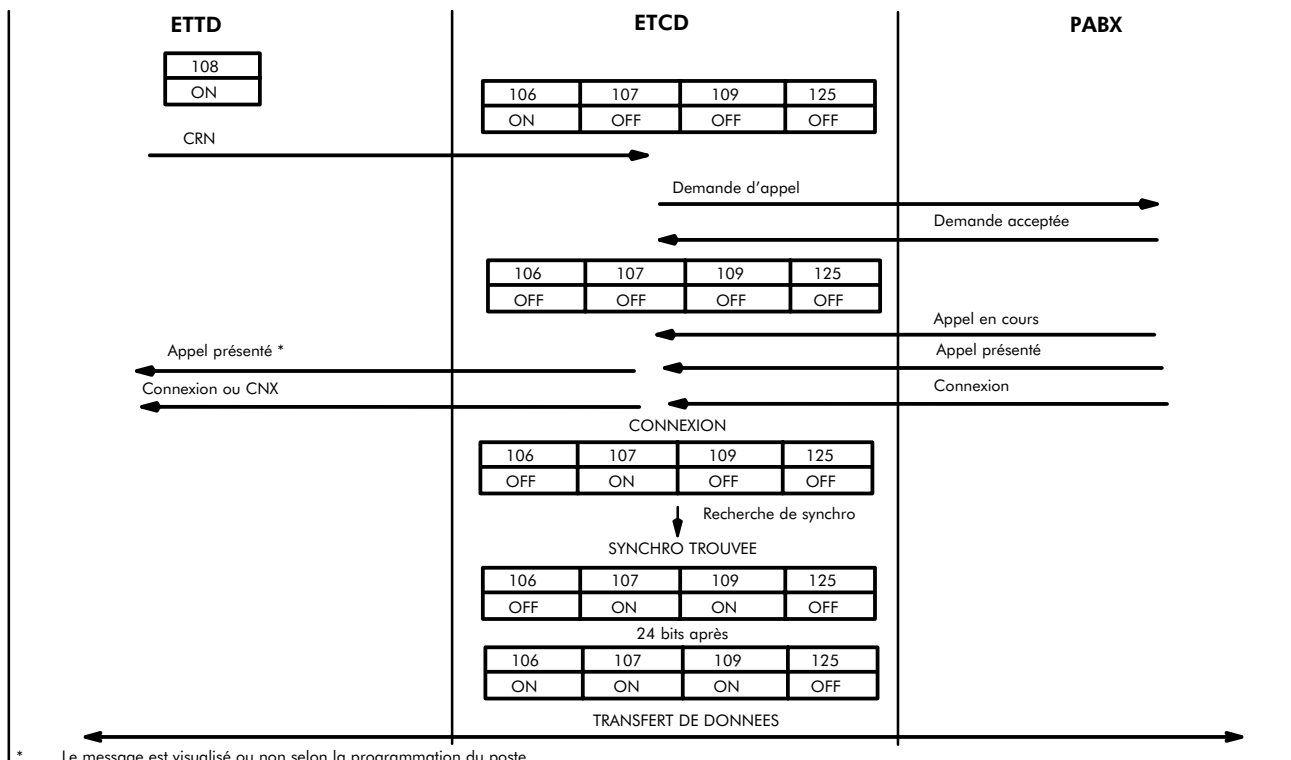 ETTD ETCD PABX
108
ON
106 107 109 125
ON OFF OFF OFF
CRN
Demande d'appel
Demande acceptée
106 107 109 125
OFF OFF OFF OFF
Appel en cours
Appel présenté * Appel présenté
Connexion ou CNX Connexion
CONNEXION
106 107 109 125
OFF ON OFF OFF
Recherche de synchro
SYNCHRO TROUVEE
106 107 109 125
OFF ON ON OFF
24 bits après
106 107 109 125
ON ON ON OFF
TRANSFERT DE DONNEES
* Le message est visualisé ou non selon la programmation du poste